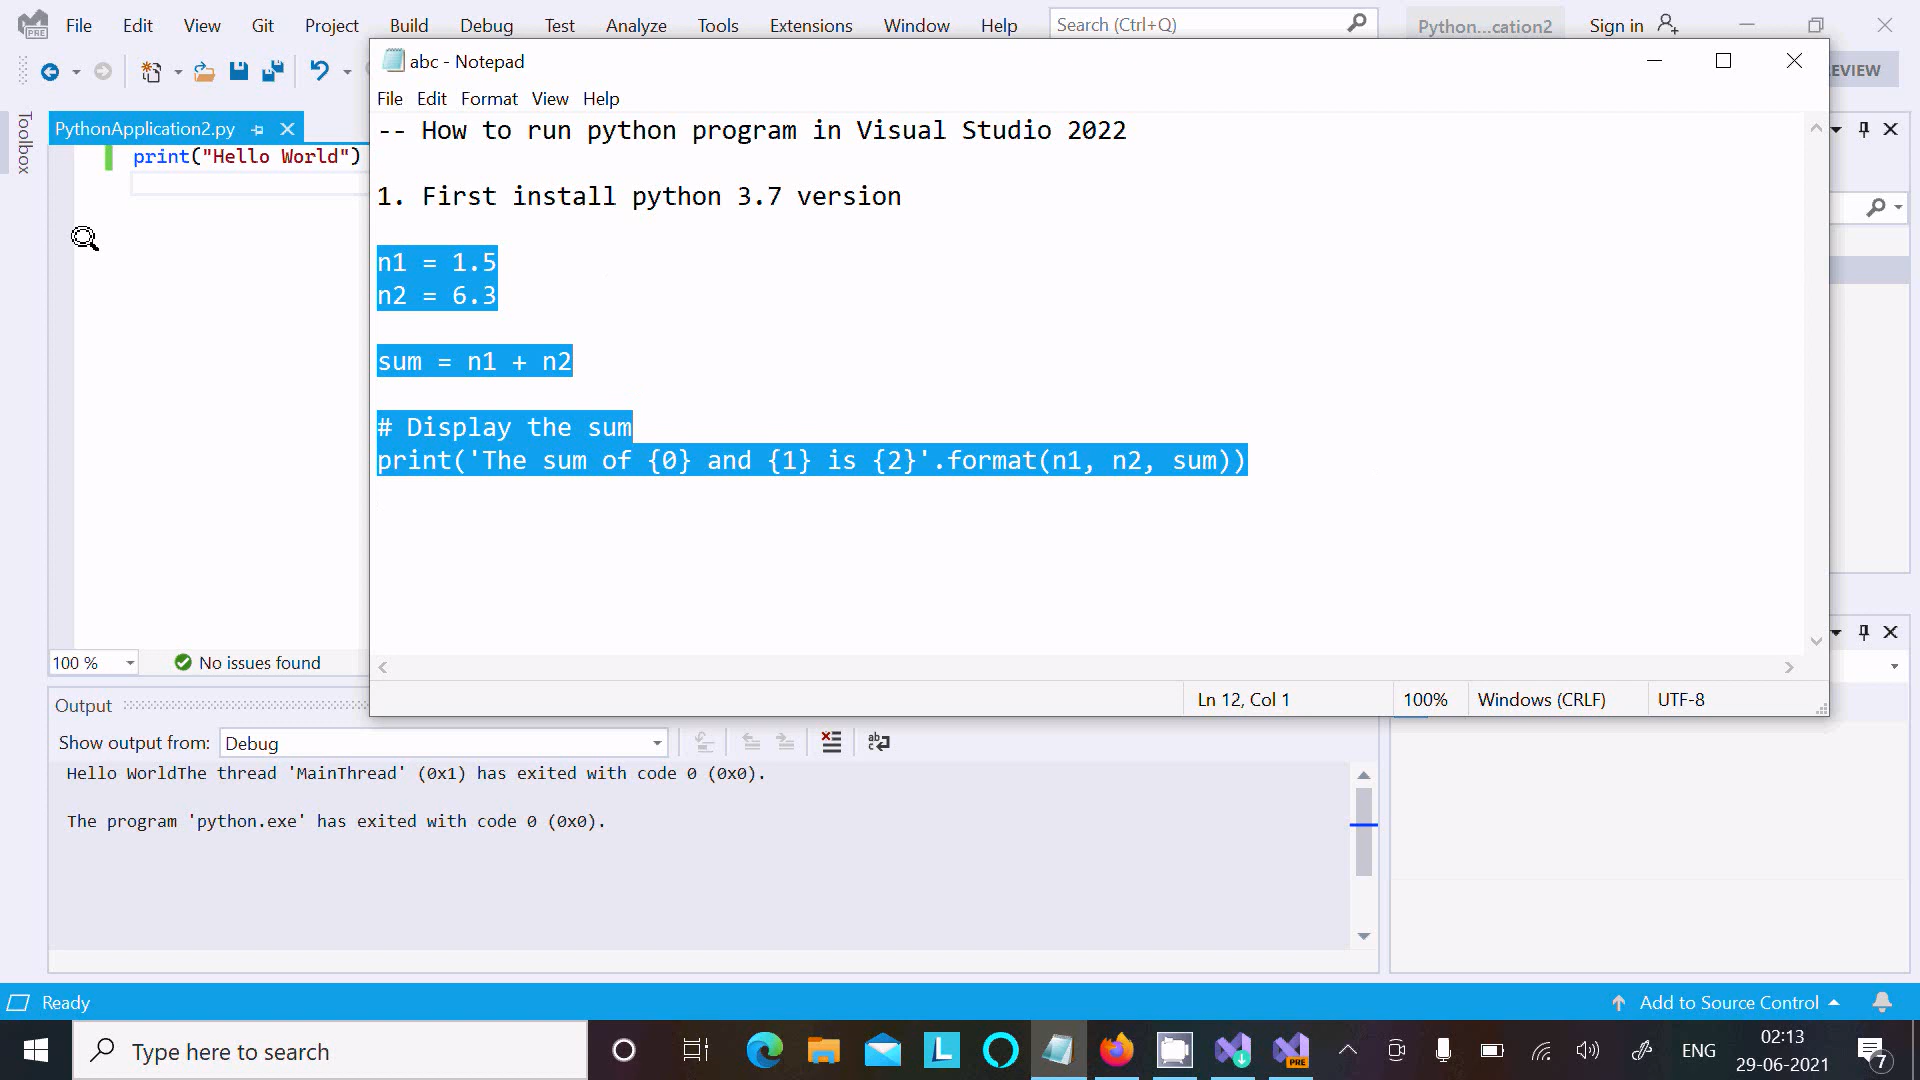 File Edit View Git Project Build Debug Test Analyze Tools Extensions Window Help Search (Ctrl+Q) Python...cation2 Sign in
PRE
abc - Notepad
EVIEW
File Edit Format View Help
Toolbox
PythonApplication2.py
print("Hello World")
-- How to run python program in Visual Studio 2022
1. First install python 3.7 version
n1 = 1.5
n2 = 6.3
sum = n1 + n2
# Display the sum
print('The sum of {0} and {1} is {2}'.format(n1, n2, sum))
100 % No issues found
Ln 12, Col 1 100% Windows (CRLF) UTF-8
Output
Show output from: Debug
Hello WorldThe thread 'MainThread' (0x1) has exited with code 0 (0x0).
The program 'python.exe' has exited with code 0 (0x0).
Ready Add to Source Control
Type here to search
L
PRE
ENG
02:13
29-06-2021
7